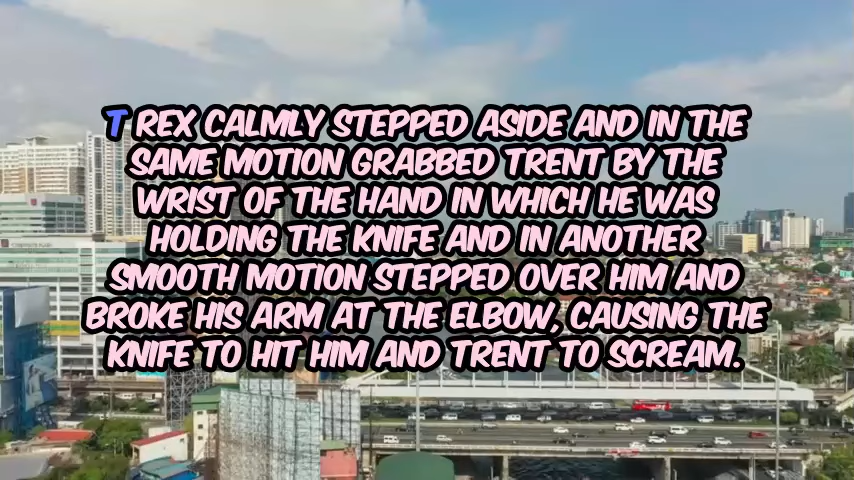 T REX CALMLY STEPPED ASIDE AND IN THE
SAME MOTION GRABBED TRENT BY THE
WRIST OF THE HAND IN WHICH HE WAS
HOLDING THE KNIFE AND IN ANOTHER
SMOOTH MOTION STEPPED OVER HIM AND
BROKE HIS ARM AT THE ELBOW, CAUSING THE
KNIFE TO HIT HIM AND TRENT TO SCREAM.